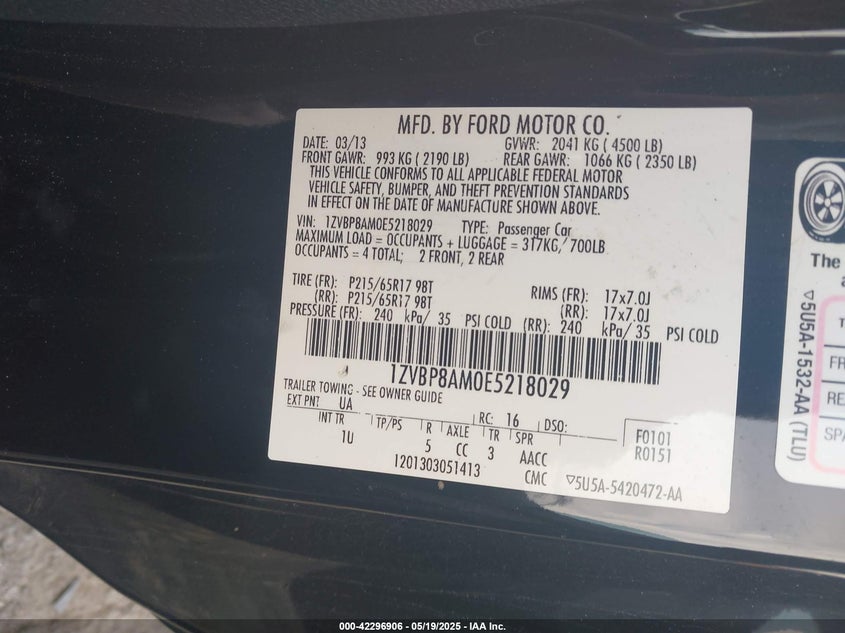 MFD. BY FORD MOTOR CO.
DATE: 03/13 GVWR: 2041 KG ( 4500 LB)
FRONT GAWR: 993 KG ( 2190 LB) REAR GAWR: 1066 KG ( 2350 LB)
THIS VEHICLE CONFORMS TO ALL APPLICABLE FEDERAL MOTOR
VEHICLE SAFETY, BUMPER, AND THEFT PREVENTION STANDARDS
IN EFFECT ON THE DATE OF MANUFACTURE SHOWN ABOVE.
VIN: 1ZVBP8AM0E5218029 TYPE: Passenger Car
MAXIMUM LOAD = OCCUPANTS + LUGGAGE = 317KG/ 700LB
OCCUPANTS = 4 TOTAL; 2 FRONT, 2 REAR
TIRE (FR): P215/65R17 98T RIMS (FR): 17x7.0J
(RR): P215/65R17 98T (RR): 17x7.0J
PRESSURE (FR): 240 kPa/ 35 PSI COLD (RR): 240 kPa/ 35 PSI COLD
1ZVBP8AM0E5218029
TRAILER TOWING - SEE OWNER GUIDE
EXT PNT: UA RC: 16 DSO:
INT TR TP/PS R AXLE TR SPR F0101
1U 5 CC 3 AACC R0151
1201303051413 CMC ▽5U5A-5420472-AA
The
▽5U5A-1532-AA (TLU)
FR
RE
SPA
000-42296906 - 05/19/2025 - IAA Inc.